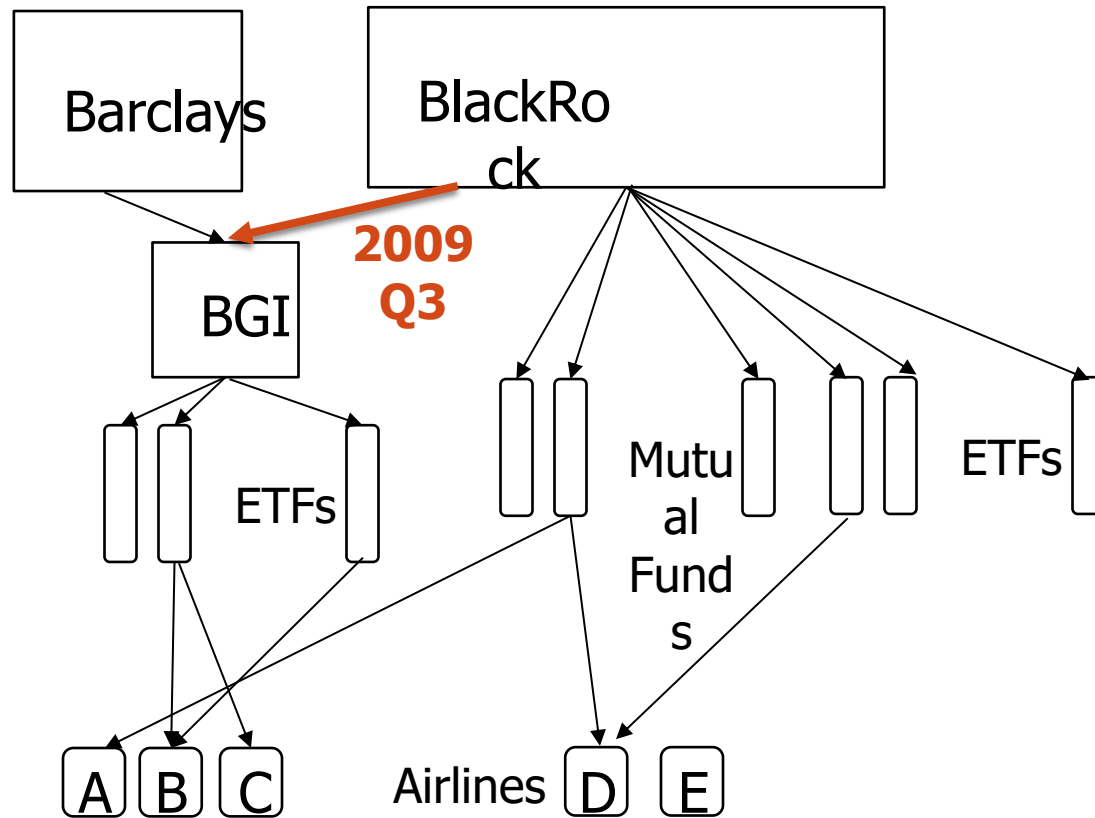 Barclays
BlackRo
ck
2009
Q3
BGI
ETFs
Mutu
al
Fund
s
ETFs
A
B
C
Airlines
D
E